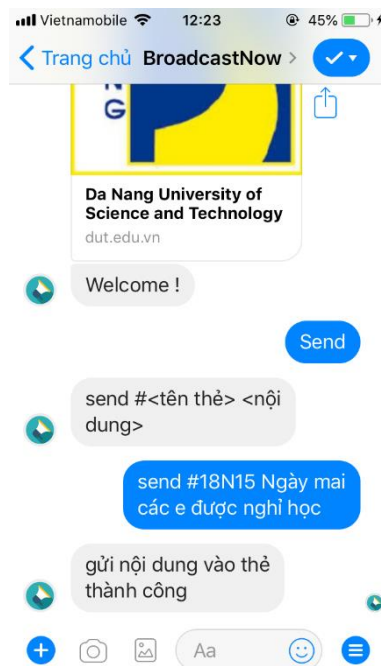 Vietnamobile 12:23 45%
Trang chủ BroadcastNow
N
G
Da Nang University of
Science and Technology
dut.edu.vn
Welcome !
Send
send #<tên thẻ> <nội
dung>
send #18N15 Ngày mai
các e được nghỉ học
gửi nội dung vào thẻ
thành công
Aa